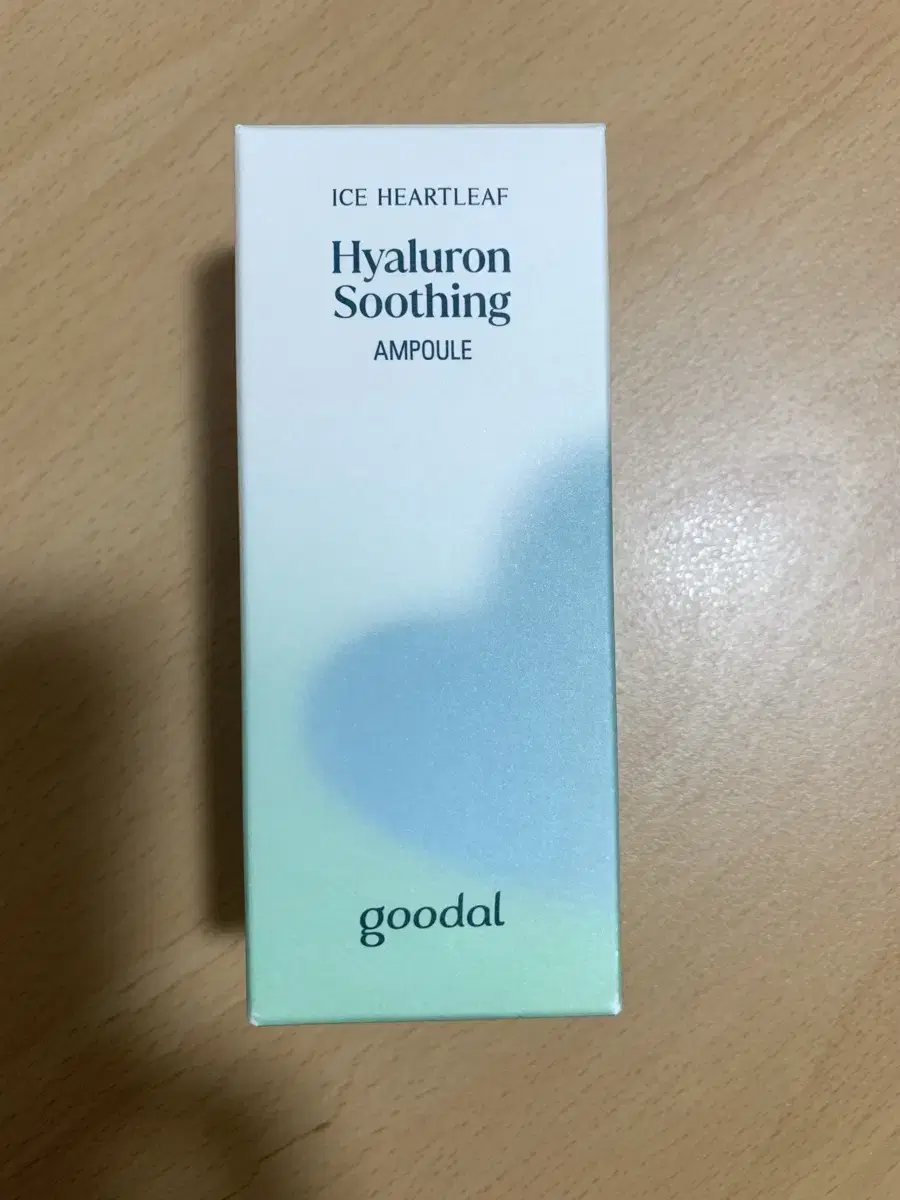 ICE HEARTLEAF
Hyaluron
Soothing
AMPOULE
goodal